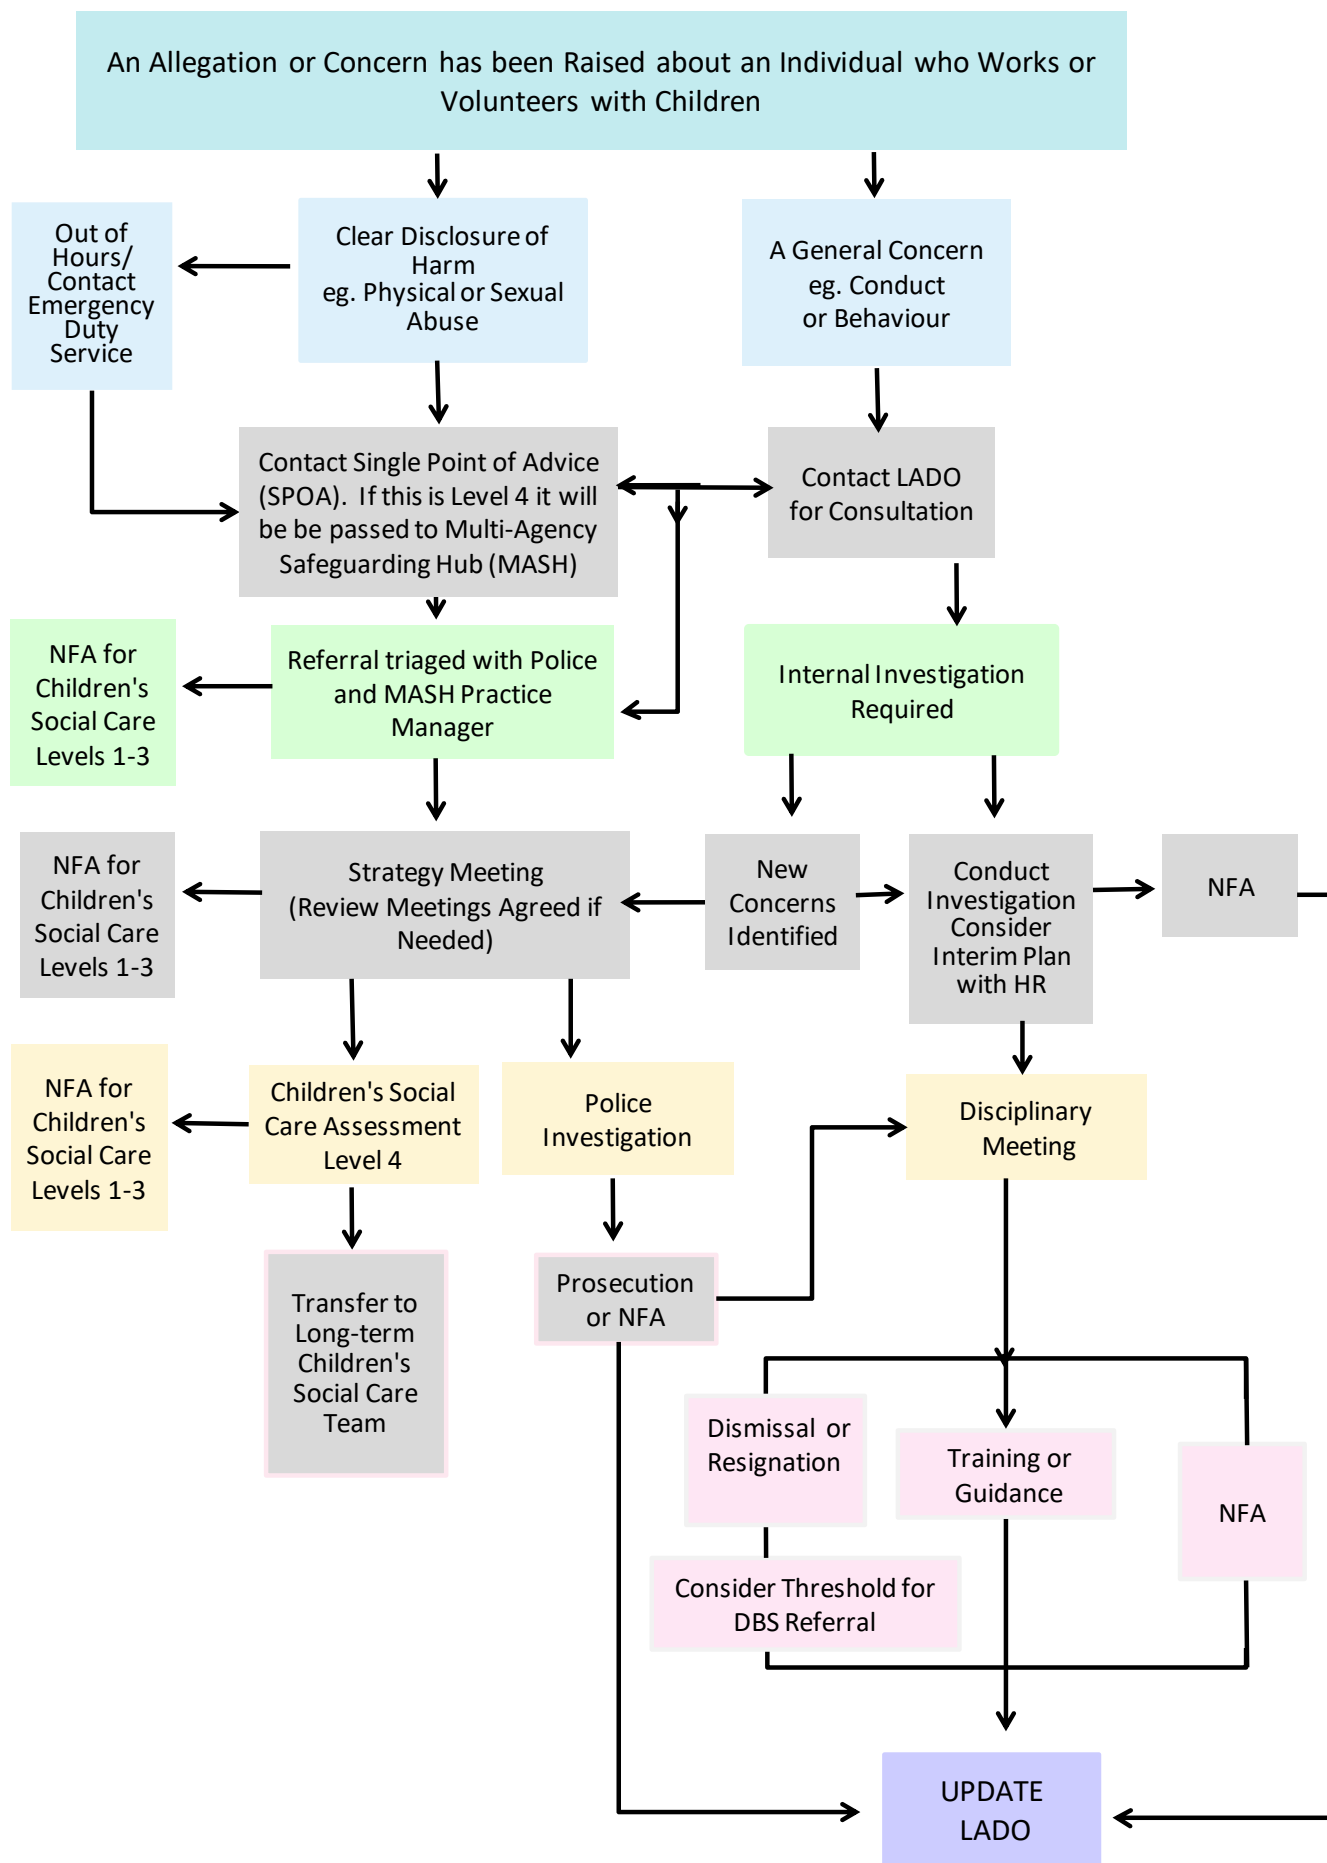 An Allegation or Concern has been Raised about an Individual who Works or
Volunteers with Children
Out of
Hours/
Contact
Emergency
Duty
Service
Clear Disclosure of
Harm
eg. Physical or Sexual
Abuse
A General Concern
eg. Conduct
or Behaviour
Contact Single Point of Advice
(SPOA). If this is Level 4 it will
be be passed to Multi-Agency
Safeguarding Hub (MASH)
Contact LADO
for Consultation
NFA for
Children's
Social Care
Levels 1-3
Referral triaged with Police
and MASH Practice
Manager
Internal Investigation
Required
NFA for
Children's
Social Care
Levels 1-3
Strategy Meeting
(Review Meetings Agreed if
Needed)
New
Concerns
Identified
Conduct
Investigation
Consider
Interim Plan
with HR
NFA
NFA for
Children's
Social Care
Levels 1-3
Children's Social
Care Assessment
Level 4
Police
Investigation
Disciplinary
Meeting
Transfer to
Long-term
Children's
Social Care
Team
Prosecution
or NFA
Dismissal or
Resignation
Training or
Guidance
NFA
Consider Threshold for
DBS Referral
UPDATE
LADO